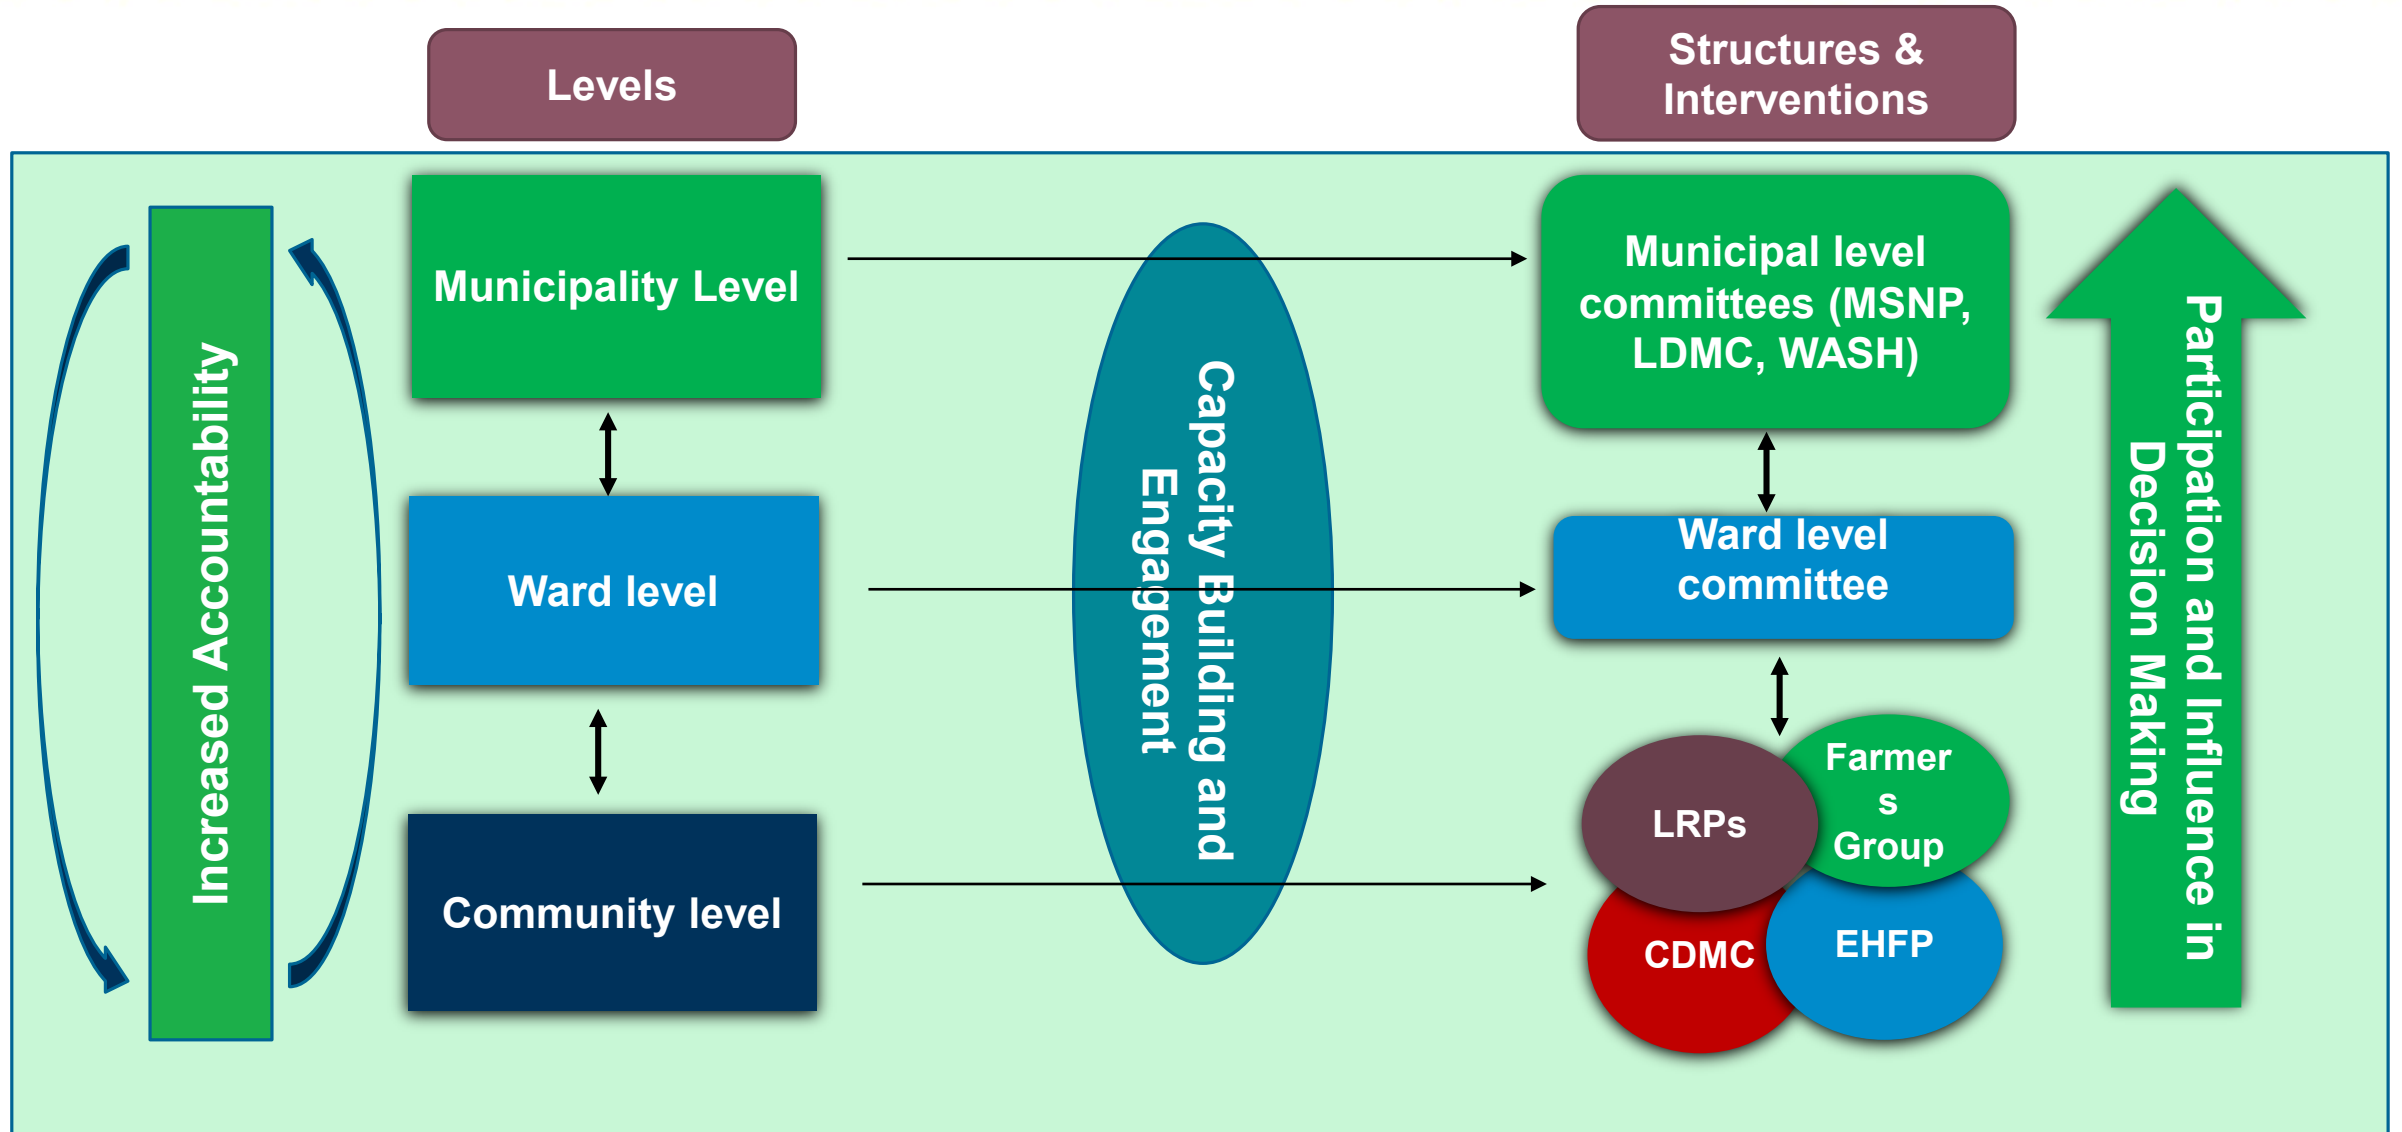 Levels
Structures &
Interventions
Increased Accountability
Municipality Level
Ward level
Community level
Capacity Building and
Engagement
Municipal level
committees (MSNP,
LDMC, WASH)
Ward level
committee
LRPs
Farmer
s
Group
CDMC
EHFP
Participation and Influence in
Decision Making